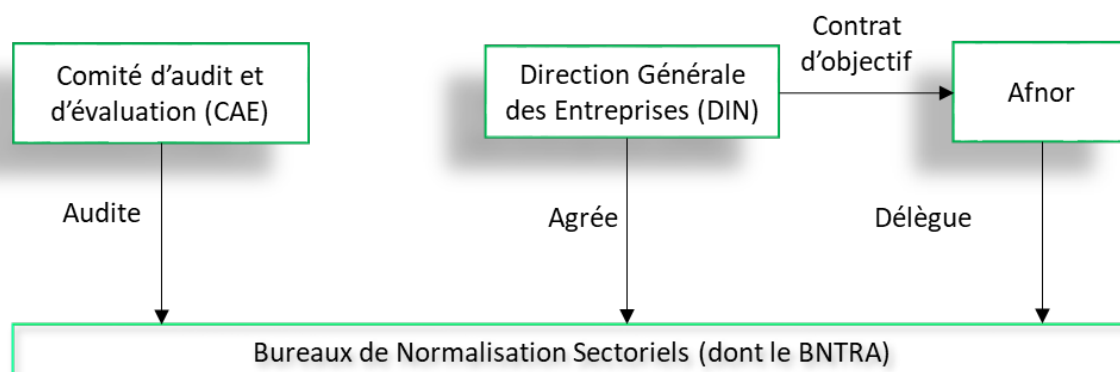 Comité d’audit et
d’évaluation (CAE)
Direction Générale
des Entreprises (DIN)
Contrat
d’objectif
Afnor
Audite
Agrée
Délègue
Bureaux de Normalisation Sectoriels (dont le BNTRA)